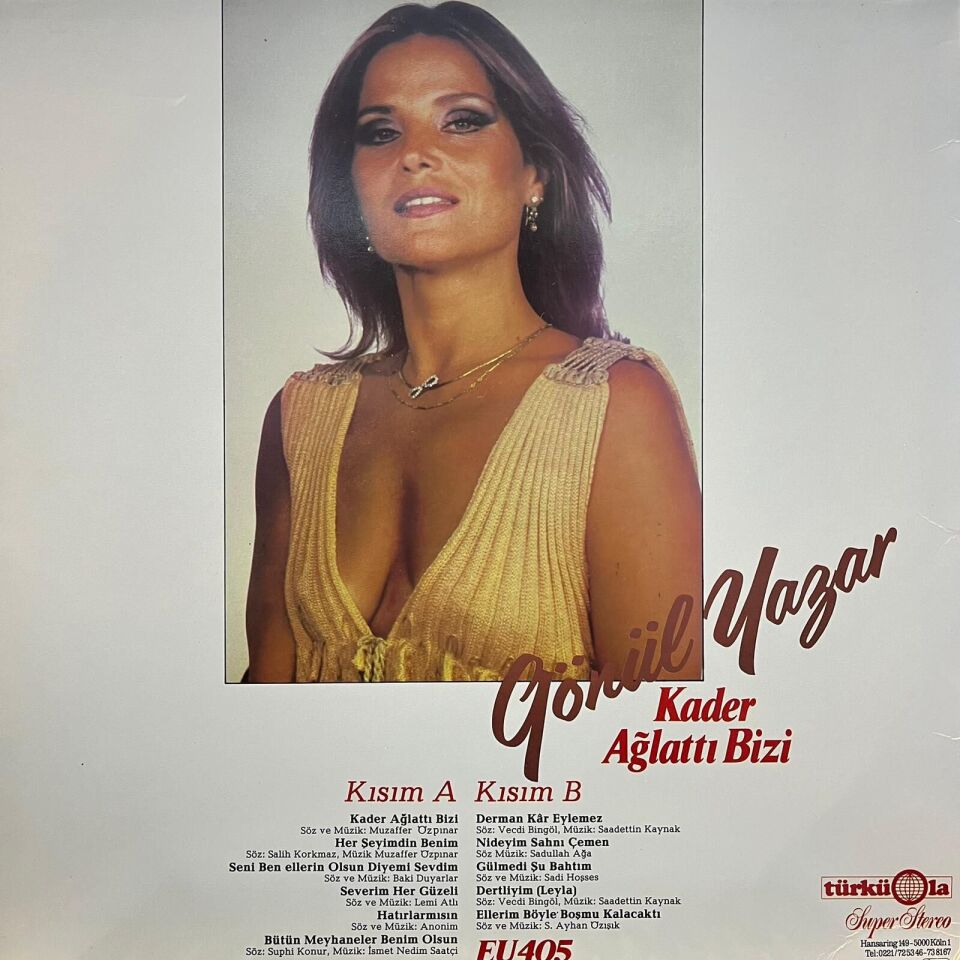 Gönül Yazar
Kader
Ağlattı Bizi
Kısım A
Kader Ağlattı Bizi
Söz ve Müzik: Muzaffer Özpınar
Her Şeyimdin Benim
Söz: Salih Korkmaz, Müzik Muzaffer Özpınar
Seni Ben ellerin Olsun Diyemi Sevdim
Söz ve Müzik: Baki Duyarlar
Severim Her Güzeli
Söz ve Müzik: Lemi Atlı
Hatırlarmısın
Söz ve Müzik: Anonim
Bütün Meyhaneler Benim Olsun
Söz: Suphi Konur, Müzik: İsmet Nedim Saatçi
Kısım B
Derman Kâr Eylemez
Söz: Vecdi Bingöl, Müzik: Saadettin Kaynak
Nideyim Sahnı Çemen
Söz Müzik: Sadullah Ağa
Gülmedi Şu Bahtım
Söz ve Müzik: Sadi Hoşses
Dertliyim (Leyla)
Söz: Vecdi Bingöl, Müzik: Saadettin Kaynak
Ellerim Böyle Boşmu Kalacaktı
Söz ve Müzik: S. Ayhan Özışık
EU405
türküola
Super Stereo
Hansaring 149-5000 Köln 1
Tel:0221/725346-738167